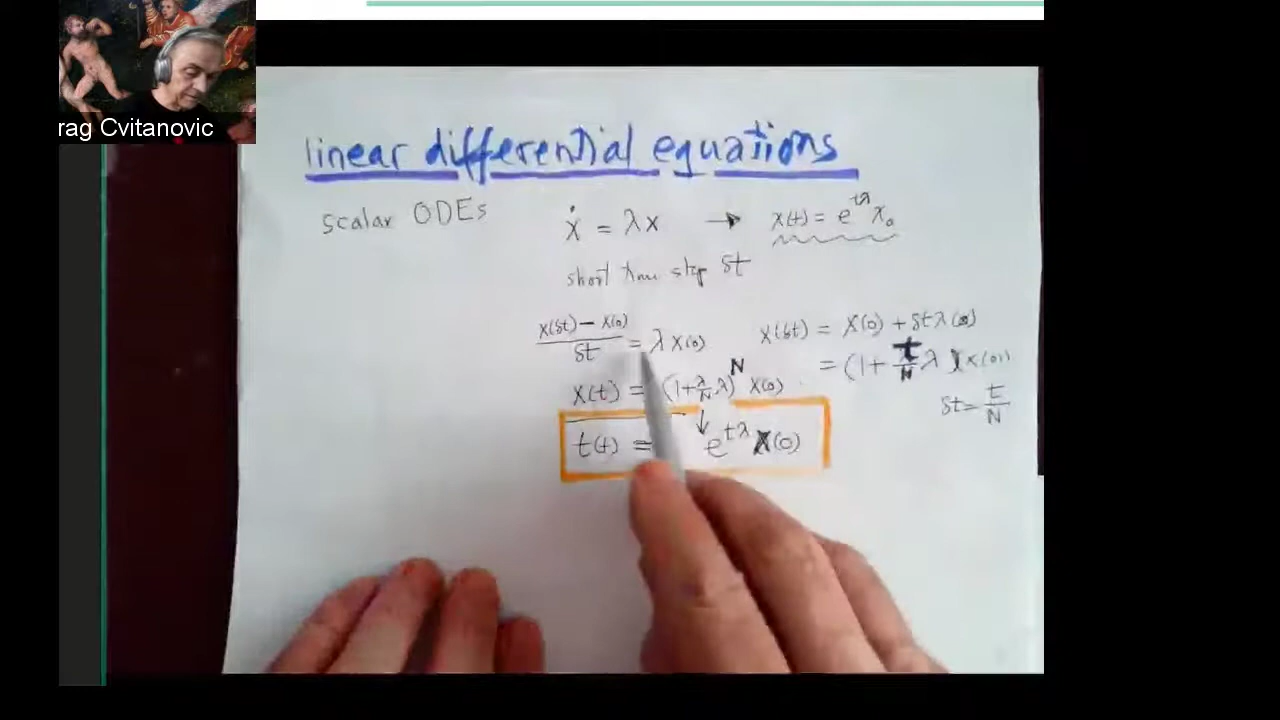 rag Cvitanovic
linear differential equations
scalar ODEs
ẋ = λx → x(t) = e^{tλ} x₀
short time step δt
(x(δt) − x(0))/δt = λ x(0)
x(δt) = x(0) + δt λ(0)
= (1 + t/N λ) x(0)
x(t) = (1 + λ/N λ)^N x(0)
δt = t/N
t(t) = e^{tλ} x(0)